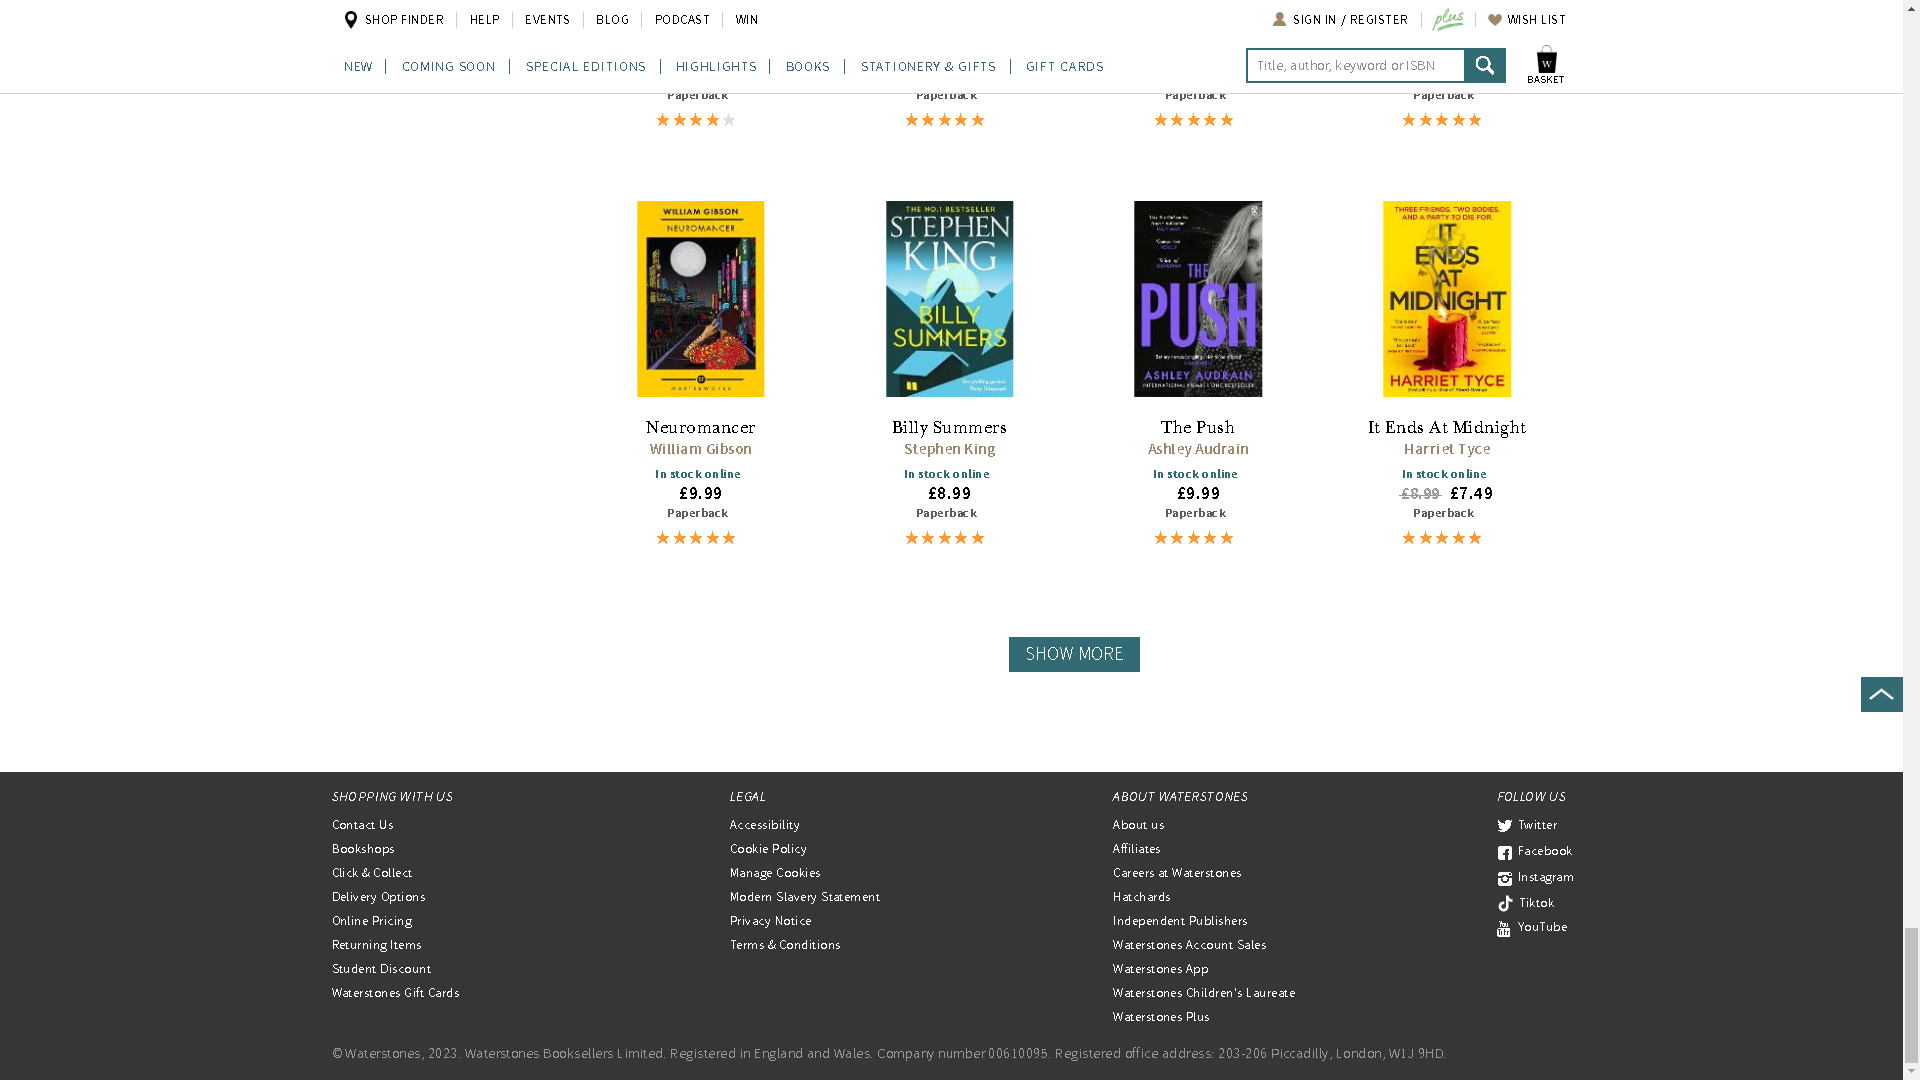 SHOP FINDER HELP EVENTS BLOG PODCAST WIN SIGN IN / REGISTER plus WISH LIST
NEW COMING SOON SPECIAL EDITIONS HIGHLIGHTS BOOKS STATIONERY & GIFTS GIFT CARDS Title, author, keyword or ISBN W
BASKET
Paperback Paperback Paperback Paperback
WILLIAM GIBSON
NEUROMANCER
MASTERWORKS
THE NO.1 BESTSELLER
STEPHEN
KING
BILLY
SUMMERS
THE
PUSH
ASHLEY AUDRAIN
INTERNATIONAL NUMBER ONE BESTSELLER
THREE FRIENDS. TWO BODIES.
AND A PARTY TO DIE FOR.
IT
ENDS
AT
MIDNIGHT
HARRIET TYCE
Neuromancer Billy Summers The Push It Ends At Midnight
William Gibson Stephen King Ashley Audrain Harriet Tyce
In stock online In stock online In stock online In stock online
£9.99 £8.99 £9.99 £8.99 £7.49
Paperback Paperback Paperback Paperback
SHOW MORE
SHOPPING WITH US
Contact Us
Bookshops
Click & Collect
Delivery Options
Online Pricing
Returning Items
Student Discount
Waterstones Gift Cards
LEGAL
Accessibility
Cookie Policy
Manage Cookies
Modern Slavery Statement
Privacy Notice
Terms & Conditions
ABOUT WATERSTONES
About us
Affiliates
Careers at Waterstones
Hatchards
Independent Publishers
Waterstones Account Sales
Waterstones App
Waterstones Children's Laureate
Waterstones Plus
FOLLOW US
Twitter
Facebook
Instagram
Tiktok
YouTube
© Waterstones, 2023. Waterstones Booksellers Limited. Registered in England and Wales. Company number 00610095. Registered office address: 203-206 Piccadilly, London, W1J 9HD.